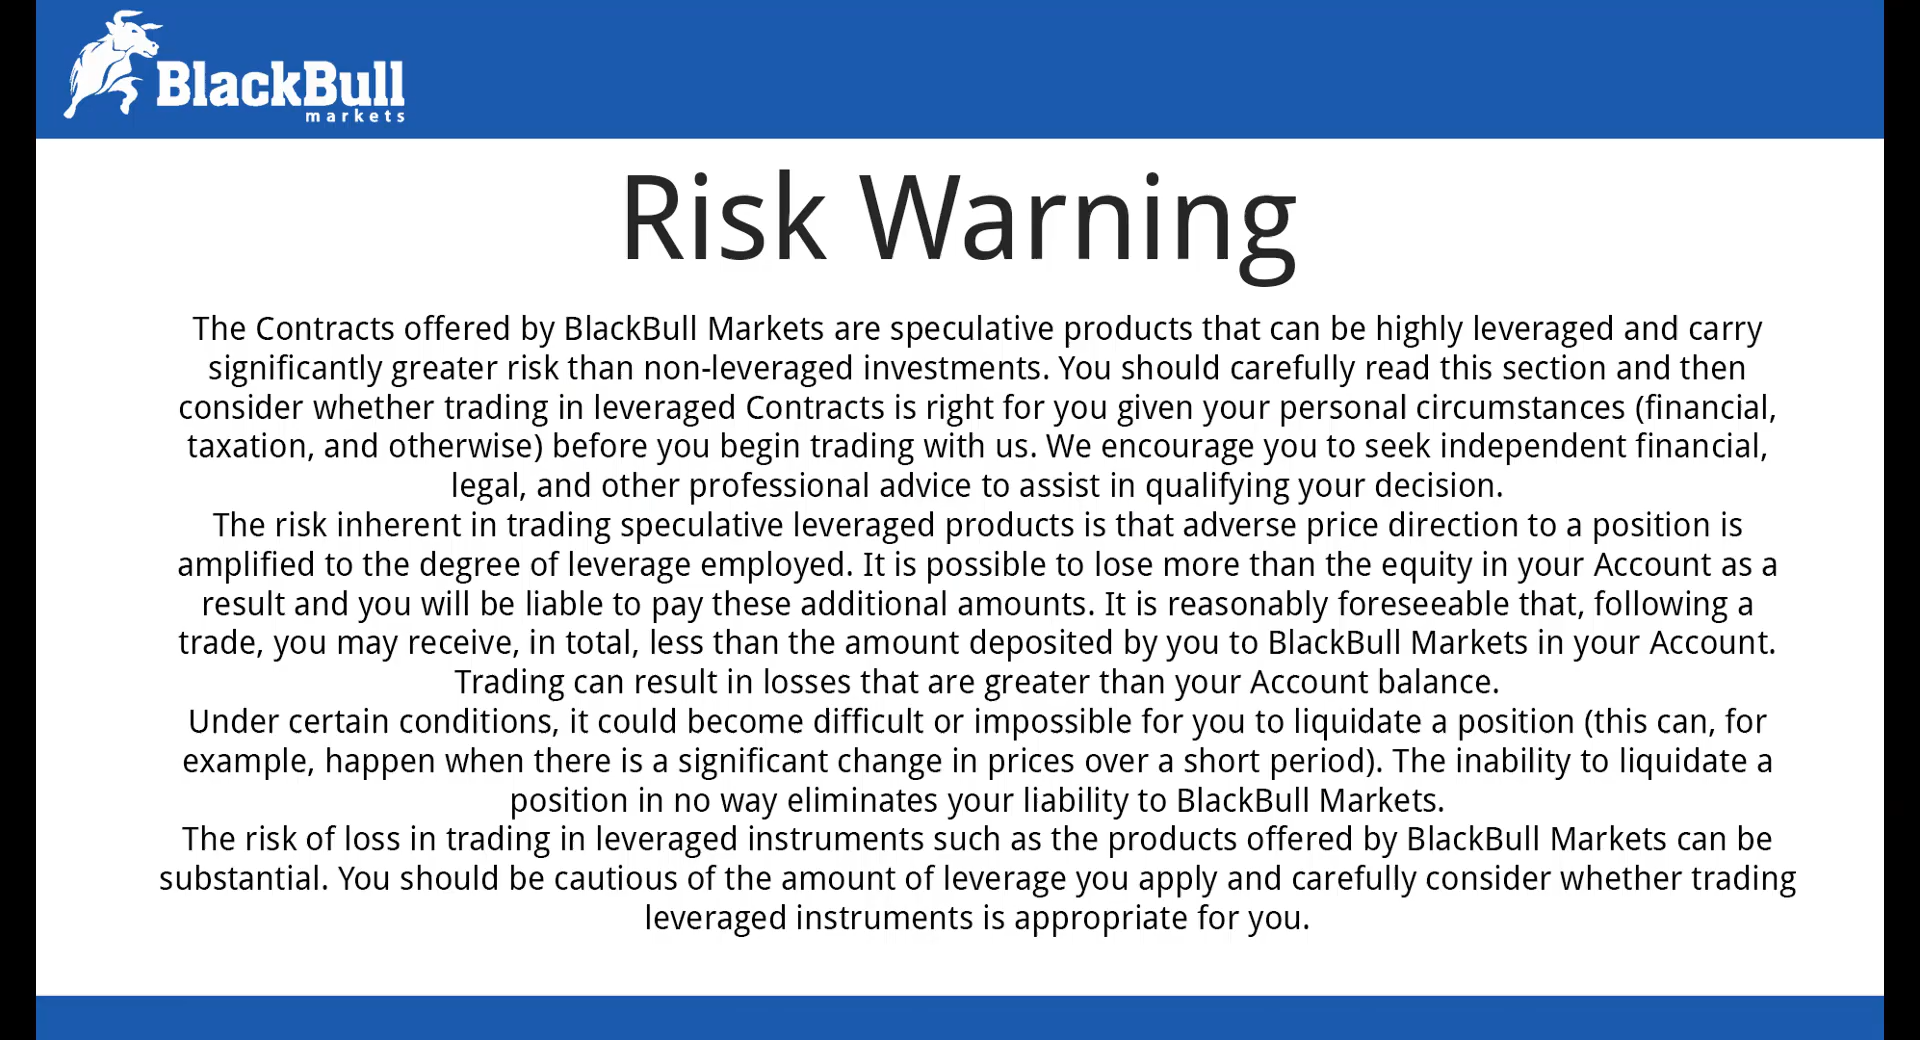 BlackBull
markets
Risk Warning
The Contracts offered by BlackBull Markets are speculative products that can be highly leveraged and carry
significantly greater risk than non-leveraged investments. You should carefully read this section and then
consider whether trading in leveraged Contracts is right for you given your personal circumstances (financial,
taxation, and otherwise) before you begin trading with us. We encourage you to seek independent financial,
legal, and other professional advice to assist in qualifying your decision.
The risk inherent in trading speculative leveraged products is that adverse price direction to a position is
amplified to the degree of leverage employed. It is possible to lose more than the equity in your Account as a
result and you will be liable to pay these additional amounts. It is reasonably foreseeable that, following a
trade, you may receive, in total, less than the amount deposited by you to BlackBull Markets in your Account.
Trading can result in losses that are greater than your Account balance.
Under certain conditions, it could become difficult or impossible for you to liquidate a position (this can, for
example, happen when there is a significant change in prices over a short period). The inability to liquidate a
position in no way eliminates your liability to BlackBull Markets.
The risk of loss in trading in leveraged instruments such as the products offered by BlackBull Markets can be
substantial. You should be cautious of the amount of leverage you apply and carefully consider whether trading
leveraged instruments is appropriate for you.